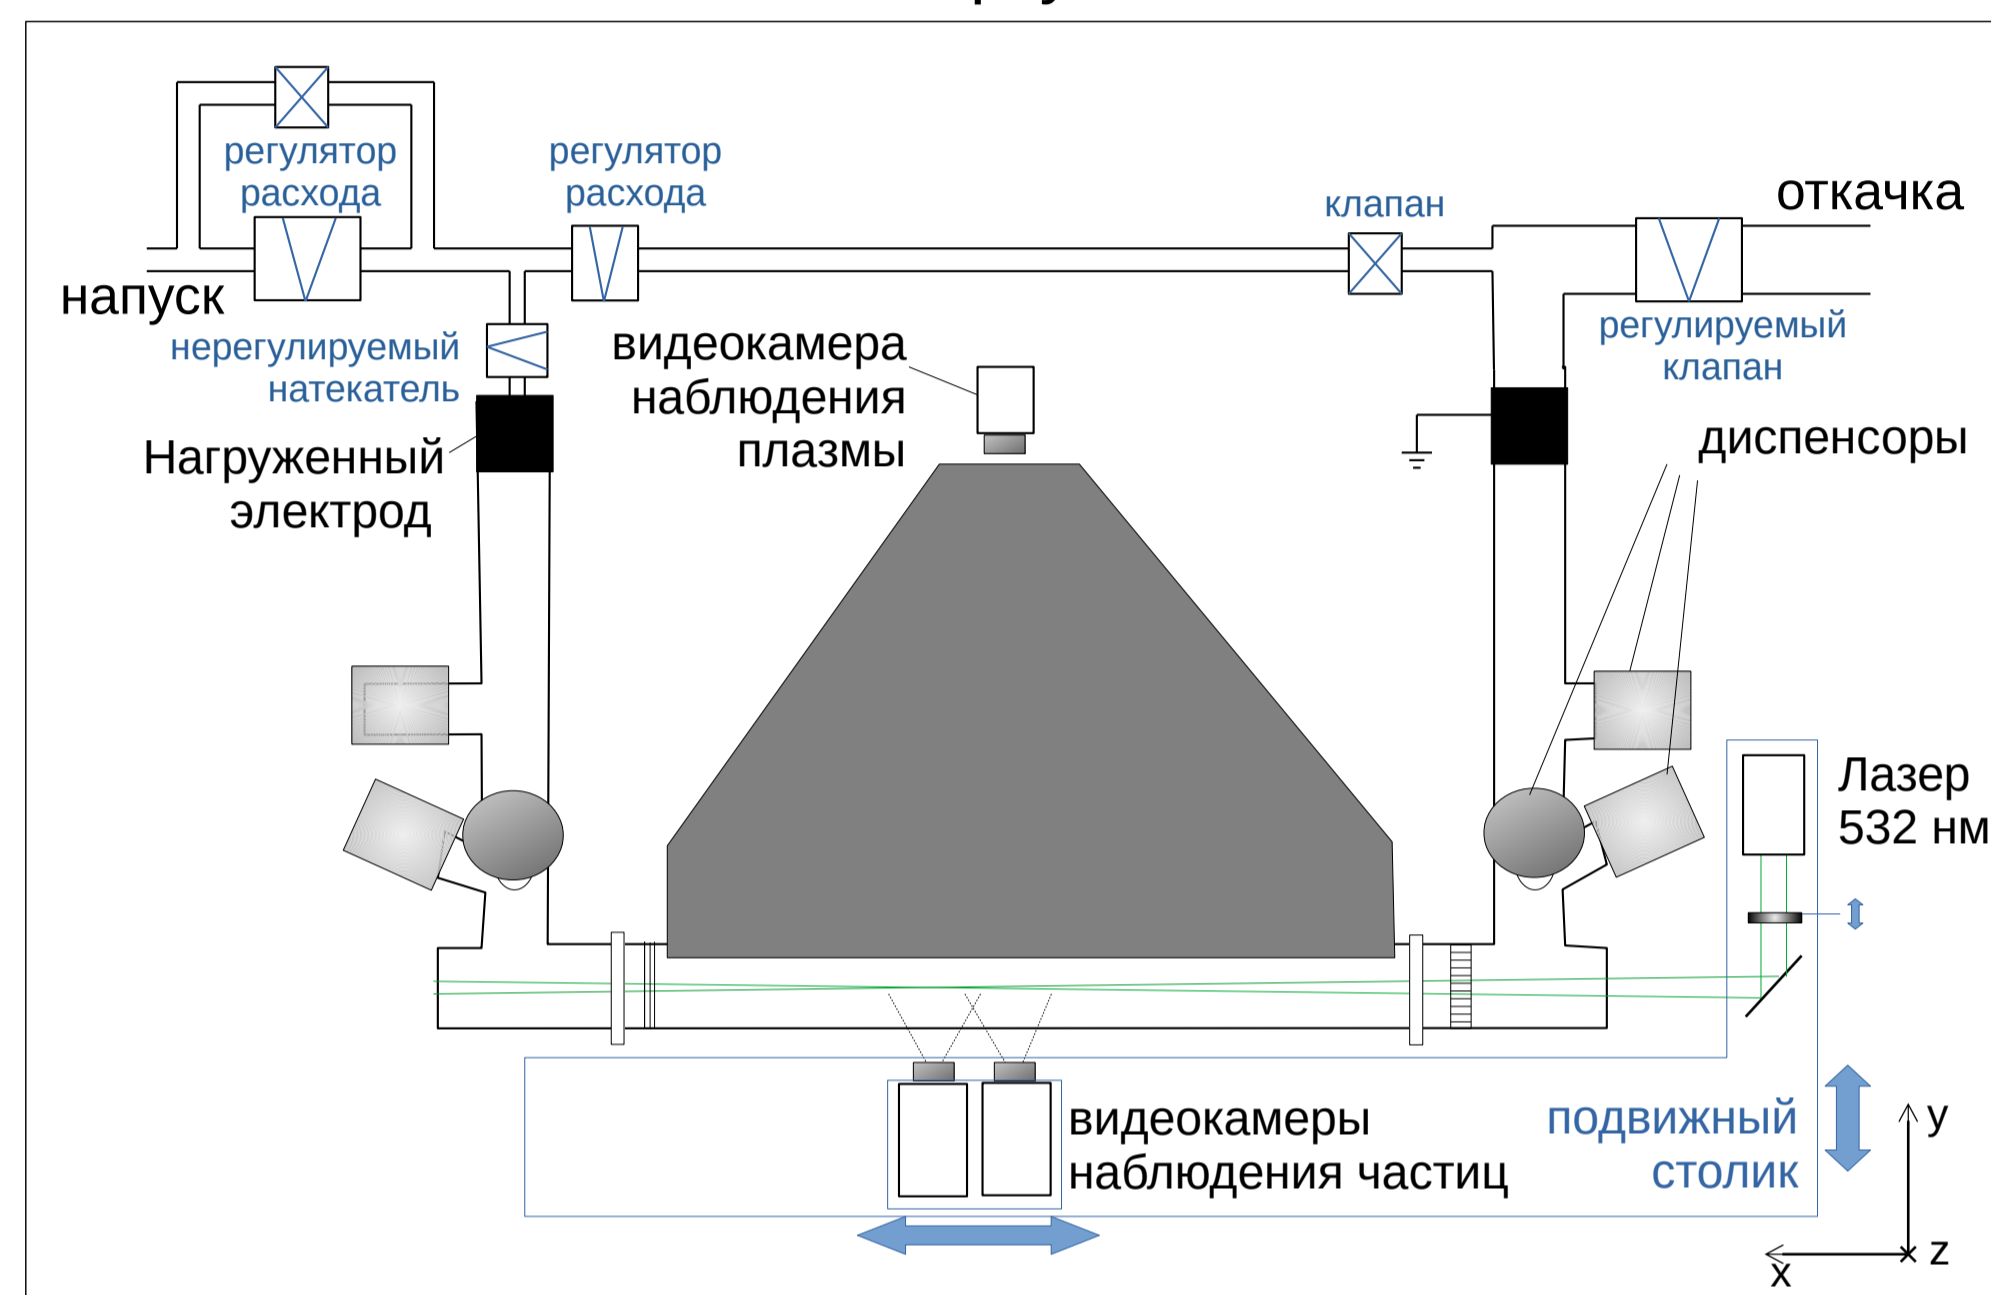 регулятор
расхода
регулятор
расхода
клапан
откачка
напуск
нерегулируемый
натекатель
видеокамера
наблюдения
плазмы
регулируемый
клапан
Нагруженный
электрод
диспенсоры
Лазер
532 нм
видеокамеры
наблюдения частиц
подвижный
столик
y
z
x